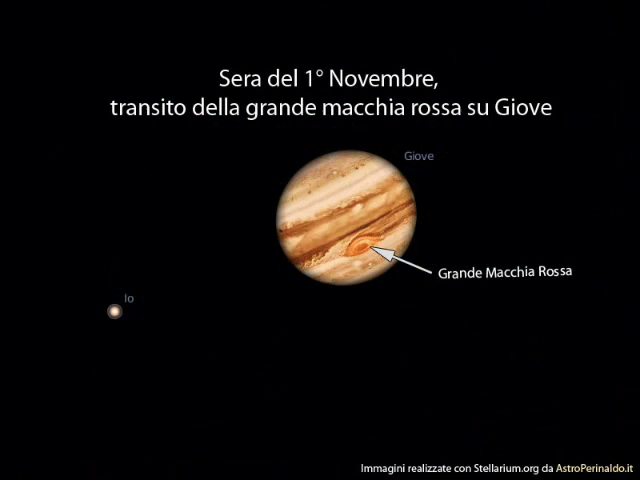 Sera del 1° Novembre,
transito della grande macchia rossa su Giove
Giove
Grande Macchia Rossa
Io
Immagini realizzate con Stellarium.org da AstroPerinaldo.it